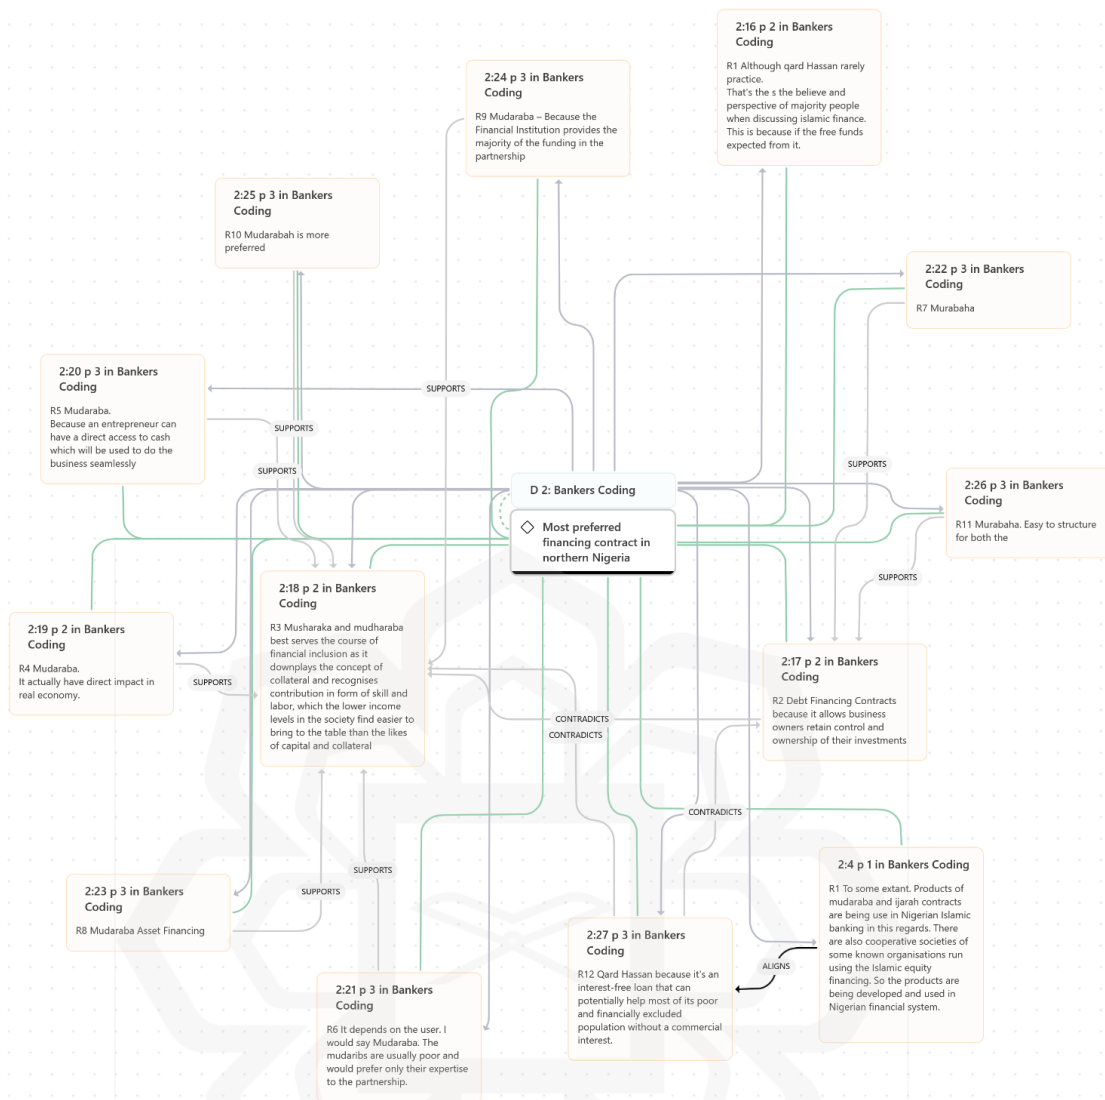 2:16 p 2 in Bankers
Coding
R1 Although qard Hassan rarely
practice.
That's the s the believe and
perspective of majority people
when discussing islamic finance.
This is because if the free funds
expected from it.
2:24 p 3 in Bankers
Coding
R9 Mudaraba – Because the
Financial Institution provides the
majority of the funding in the
partnership
2:25 p 3 in Bankers
Coding
R10 Mudarabah is more
preferred
2:22 p 3 in Bankers
Coding
R7 Murabaha
2:20 p 3 in Bankers
Coding
R5 Mudaraba.
Because an entrepreneur can
have a direct access to cash
which will be used to do the
business seamlessly
SUPPORTS
SUPPORTS
SUPPORTS
SUPPORTS
D 2: Bankers Coding
Most preferred
financing contract in
northern Nigeria
2:26 p 3 in Bankers
Coding
R11 Murabaha. Easy to structure
for both the
SUPPORTS
2:18 p 2 in Bankers
Coding
R3 Musharaka and mudharaba
best serves the course of
financial inclusion as it
downplays the concept of
collateral and recognises
contribution in form of skill and
labor, which the lower income
levels in the society find easier to
bring to the table than the likes
of capital and collateral
2:19 p 2 in Bankers
Coding
R4 Mudaraba.
It actually have direct impact in
real economy.
SUPPORTS
2:17 p 2 in Bankers
Coding
R2 Debt Financing Contracts
because it allows business
owners retain control and
ownership of their investments
CONTRADICTS
CONTRADICTS
CONTRADICTS
2:4 p 1 in Bankers Coding
R1 To some extant. Products of
mudaraba and ijarah contracts
are being use in Nigerian Islamic
banking in this regards. There
are also cooperative societies of
some known organisations run
using the Islamic equity
financing. So the products are
being developed and used in
Nigerian financial system.
SUPPORTS
SUPPORTS
2:23 p 3 in Bankers
Coding
R8 Mudaraba Asset Financing
2:27 p 3 in Bankers
Coding
R12 Qard Hassan because it's an
interest-free loan that can
potentially help most of its poor
and financially excluded
population without a commercial
interest.
ALIGNS
2:21 p 3 in Bankers
Coding
R6 It depends on the user. I
would say Mudaraba. The
mudaribs are usually poor and
would prefer only their expertise
to the partnership.